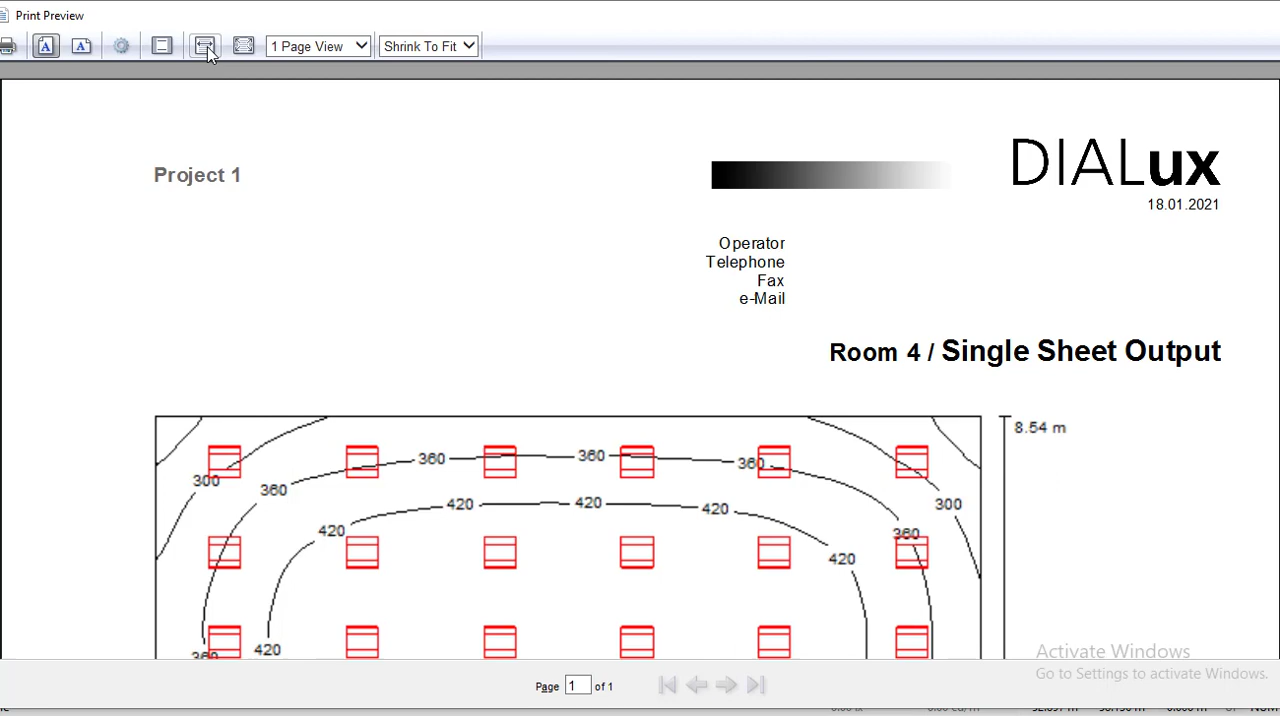 Print Preview
1 Page View
Shrink To Fit
Project 1
DIALux
18.01.2021
Operator
Telephone
Fax
e-Mail
Room 4 / Single Sheet Output
8.54 m
360 360 360
300 360 300
420 420 420
420 360
420
360 420
Activate Windows
Go to Settings to activate Windows.
Page 1 of 1